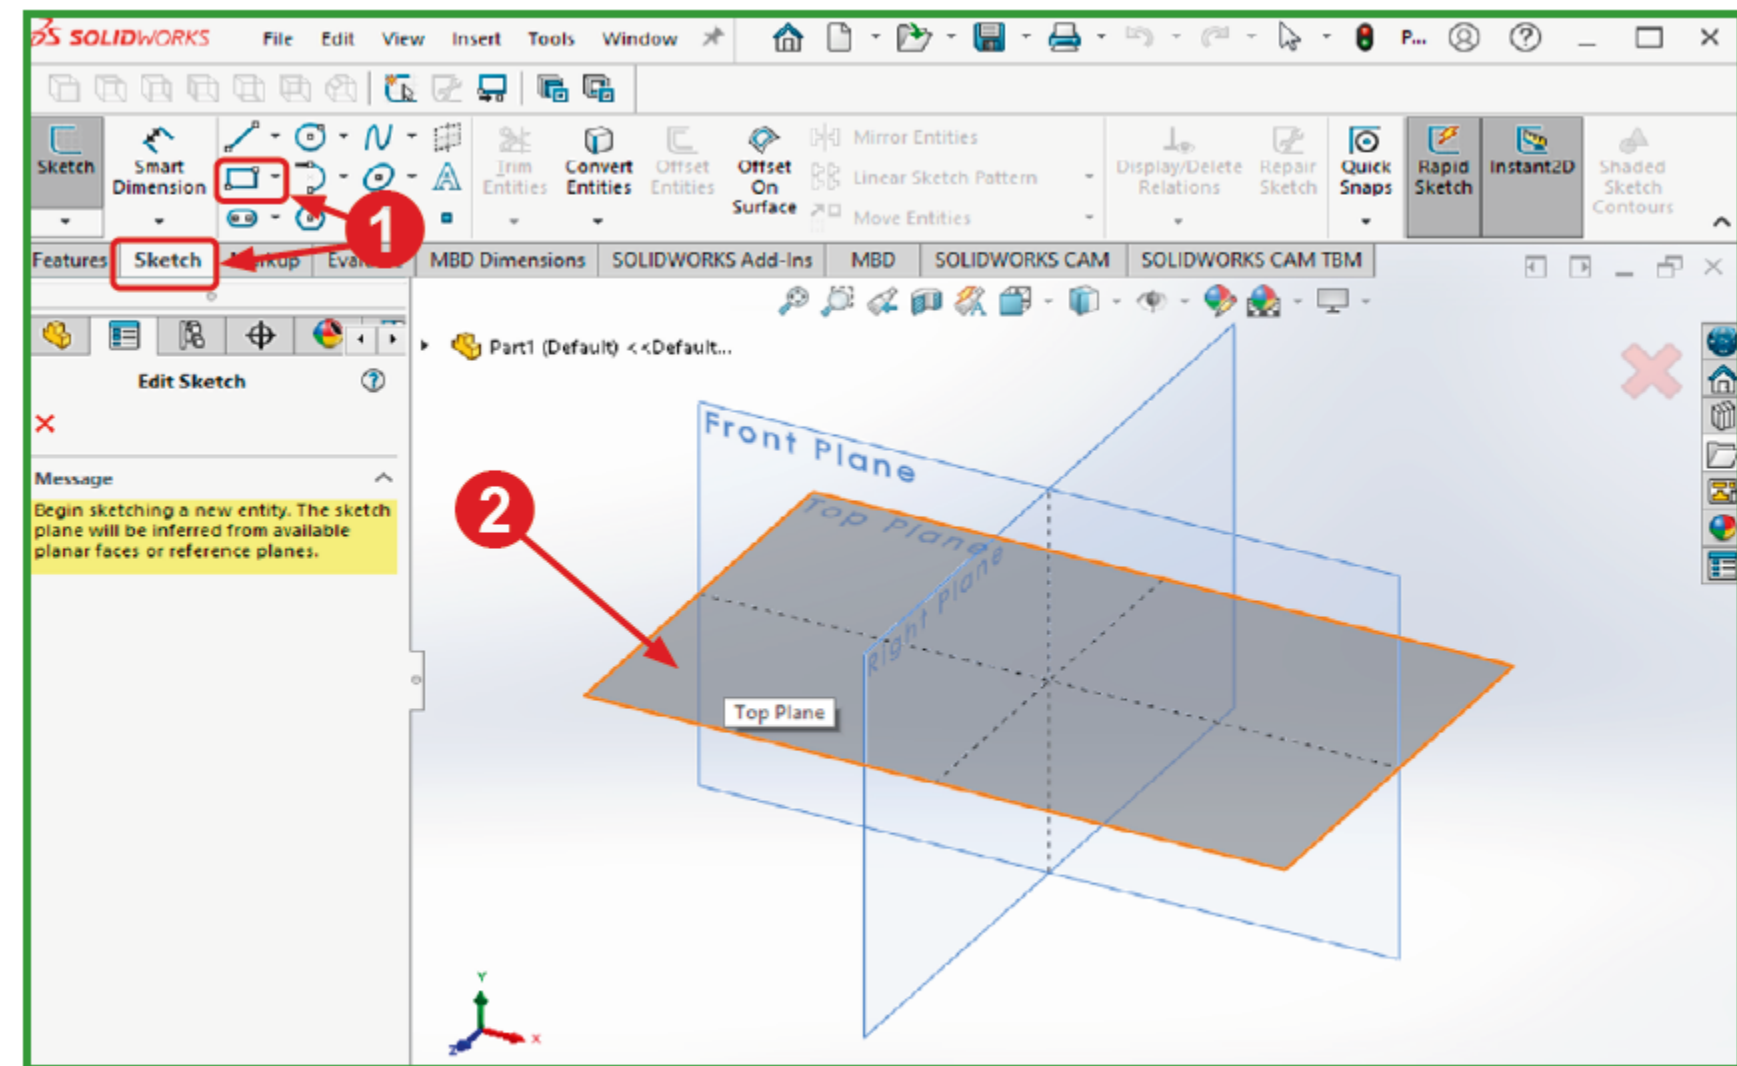 SOLIDWORKS File Edit View Insert Tools Window P...
Sketch
Smart
Dimension
Trim
Entities
Convert
Entities
Offset
Entities
Offset
On
Surface
Mirror Entities
Linear Sketch Pattern
Move Entities
Display/Delete
Relations
Repair
Sketch
Quick
Snaps
Rapid
Sketch
Instant2D
Shaded
Sketch
Contours
1
Features Sketch MBD Dimensions SOLIDWORKS Add-Ins MBD SOLIDWORKS CAM SOLIDWORKS CAM TBM
Part1 (Default) <<Default...
Edit Sketch
Message
Begin sketching a new entity. The sketch
plane will be inferred from available
planar faces or reference planes.
Front Plane
2
Top Plane
Right Plane
Top Plane
Y
X
Z